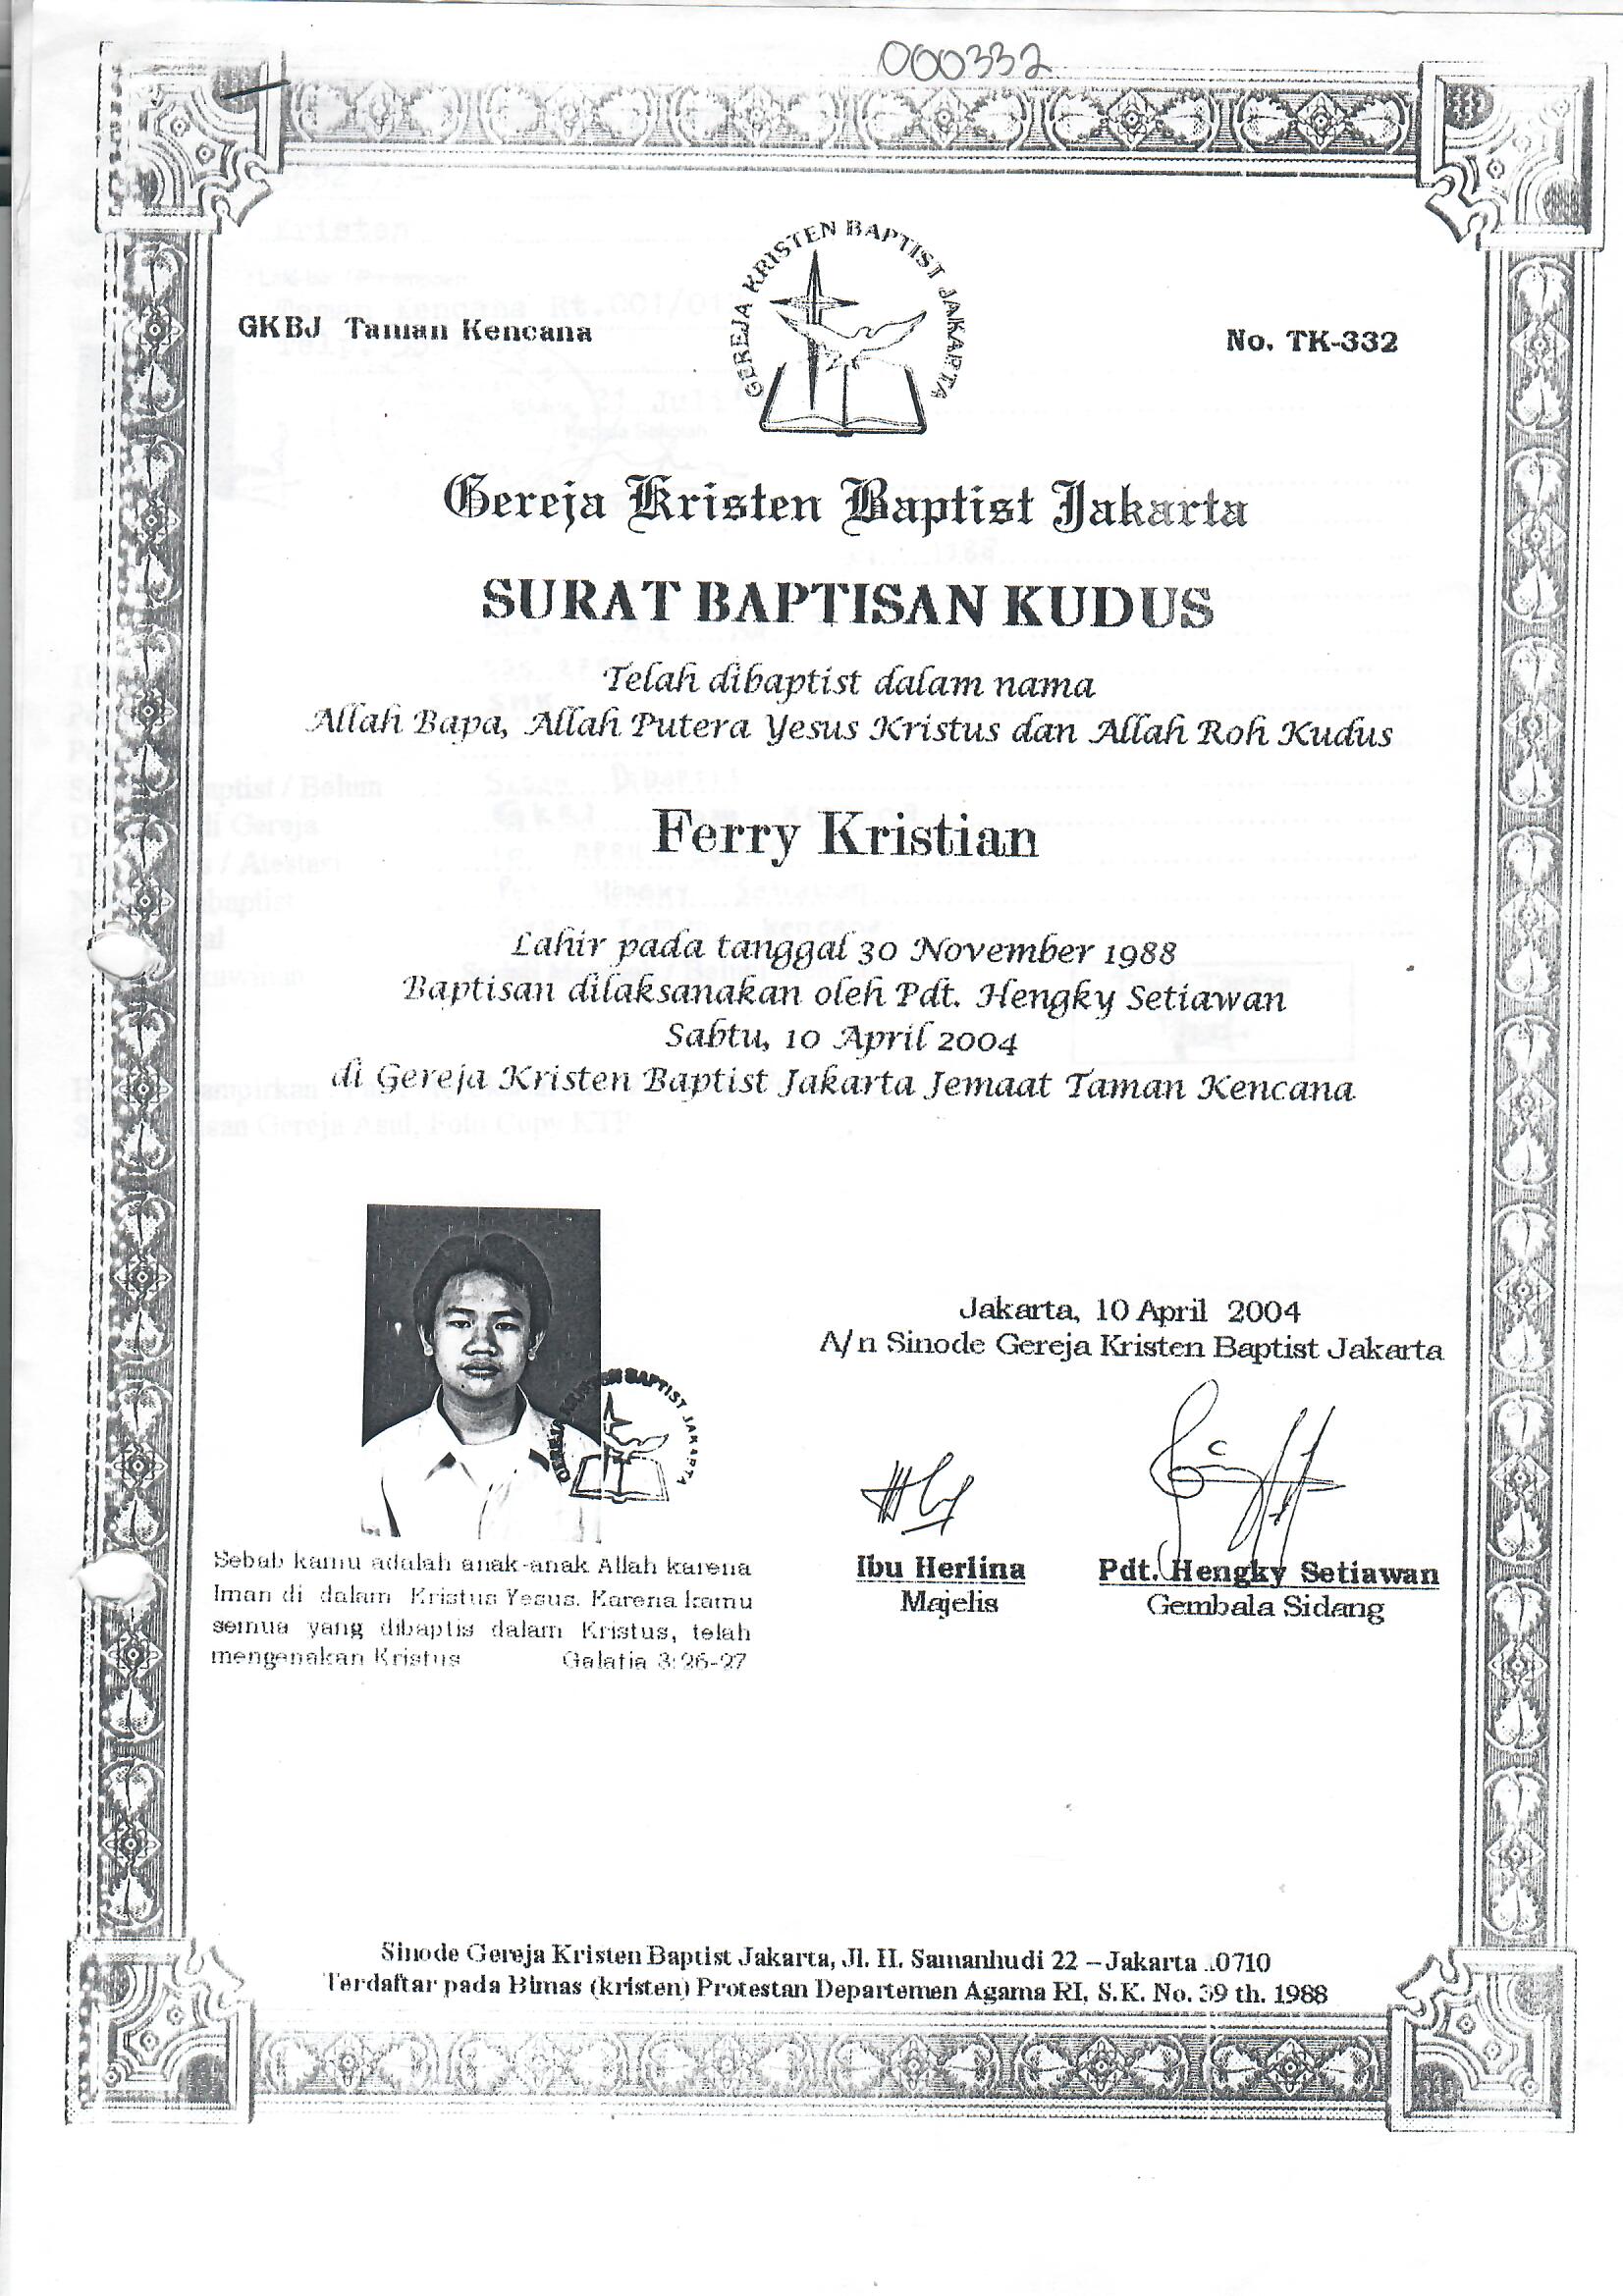 000332
GEREJA KRISTEN BAPTIST JAKARTA
GKBJ Taman Kencana
No. TK-332
Gereja Kristen Baptist Jakarta
SURAT BAPTISAN KUDUS
Telah dibaptist dalam nama
Allah Bapa, Allah Putera Yesus Kristus dan Allah Roh Kudus
Ferry Kristian
Lahir pada tanggal 30 November 1988
Baptisan dilaksanakan oleh Pdt. Hengky Setiawan
Sabtu, 10 April 2004
di Gereja Kristen Baptist Jakarta Jemaat Taman Kencana
Jakarta, 10 April 2004
A/n Sinode Gereja Kristen Baptist Jakarta
GEREJA KRISTEN BAPTIST JAKARTA
Ibu Herlina
Majelis
Pdt. Hengky Setiawan
Gembala Sidang
Sebab kamu adalah anak-anak Allah karena
Iman di dalam Kristus Yesus. Karena kamu
semua yang dibaptis dalam Kristus, telah
mengenakan Kristus Galatia 3:26-27
Sinode Gereja Kristen Baptist Jakarta, Jl. H. Samanhudi 22 – Jakarta 10710
Terdaftar pada Bimas (kristen) Protestan Departemen Agama RI, S.K. No. 39 th. 1988